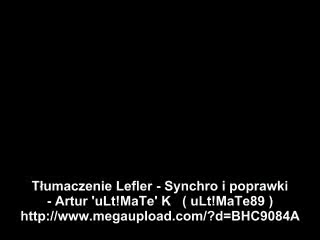 Tłumaczenie Lefler - Synchro i poprawki
- Artur 'uLt!MaTe' K   ( uLt!MaTe89 )
http://www.megaupload.com/?d=BHC9084A